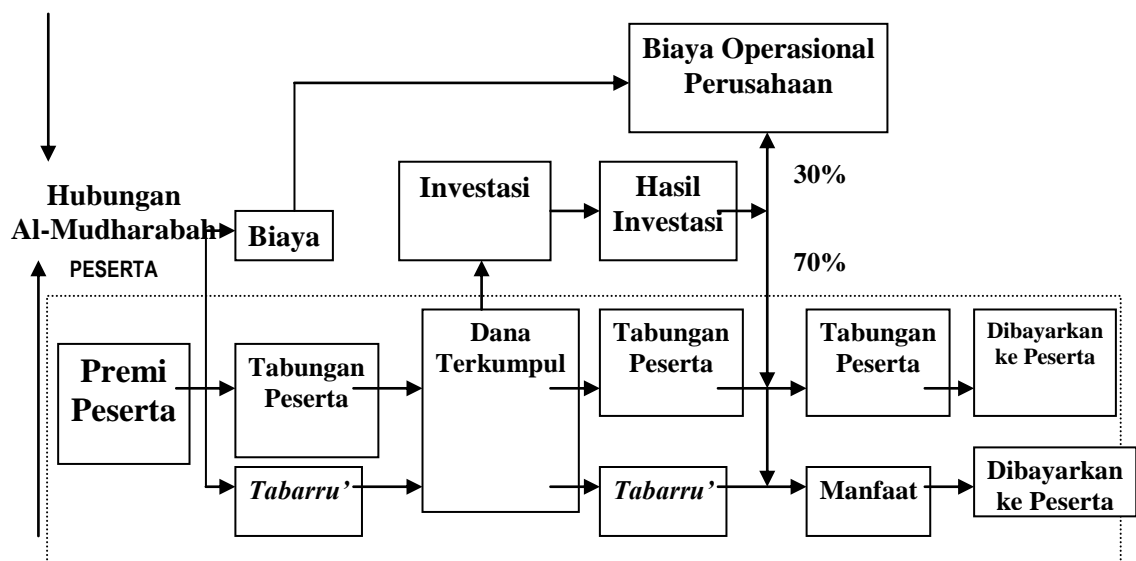 Biaya Operasional
Perusahaan
Hubungan
Al-Mudharabah
Biaya
Investasi
Hasil
Investasi
30%
PESERTA
70%
Premi
Peserta
Tabungan
Peserta
Dana
Terkumpul
Tabungan
Peserta
Tabungan
Peserta
Dibayarkan
ke Peserta
Tabarru’
Tabarru’
Manfaat
Dibayarkan
ke Peserta